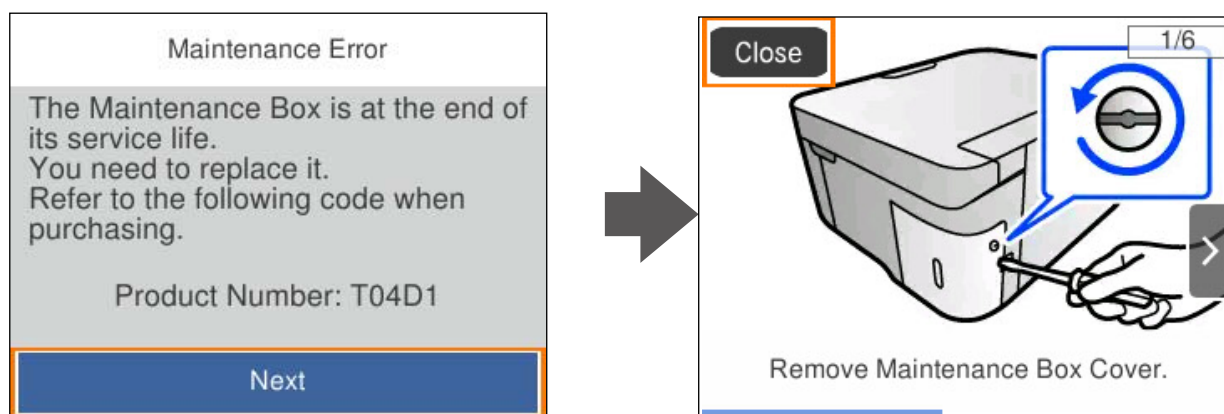 Maintenance Error
The Maintenance Box is at the end of
its service life.
You need to replace it.
Refer to the following code when
purchasing.
Product Number: T04D1
Next
Close
1/6
Remove Maintenance Box Cover.